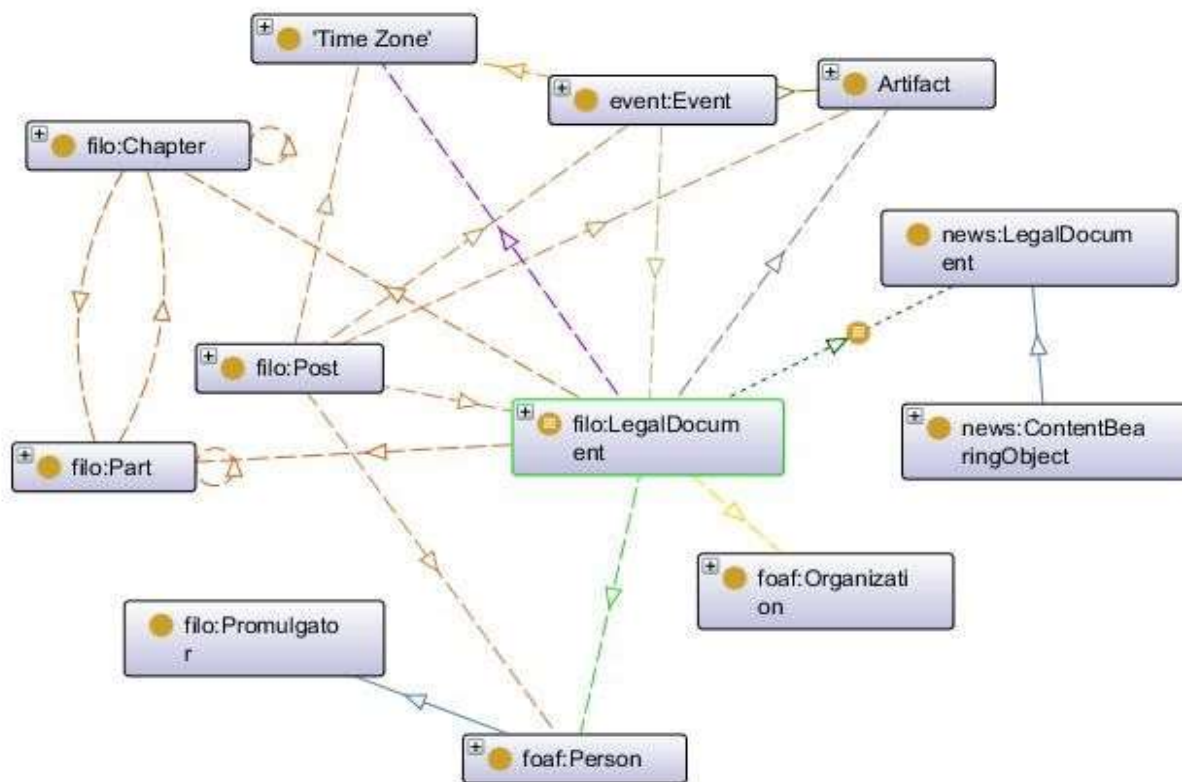 'Time Zone'
event:Event
Artifact
filo:Chapter
news:LegalDocum
ent
filo:Post
filo:LegalDocum
ent
news:ContentBea
ringObject
filo:Part
foaf:Organizati
on
filo:Promulgato
r
foaf:Person